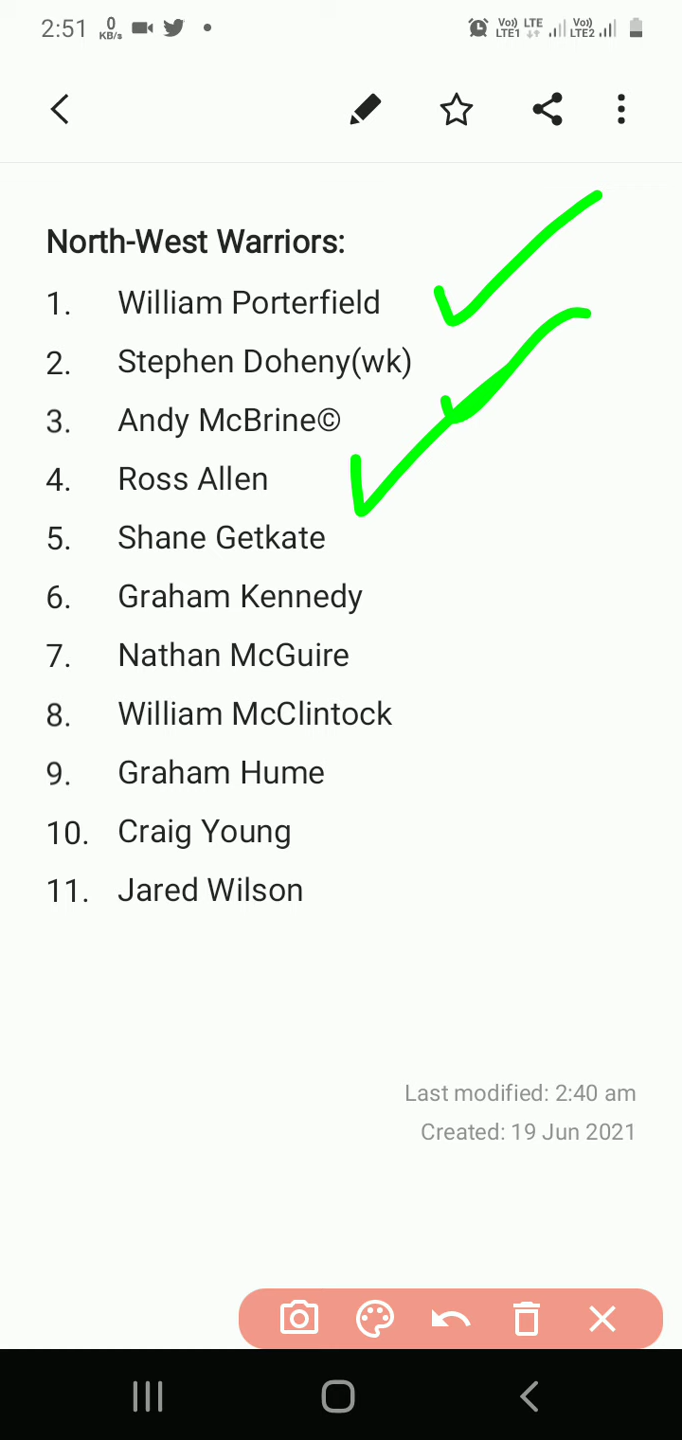 2:51 0 KB/s Vo)) LTE1 LTE Vo)) LTE2
North-West Warriors:
1. William Porterfield
2. Stephen Doheny(wk)
3. Andy McBrine©
4. Ross Allen
5. Shane Getkate
6. Graham Kennedy
7. Nathan McGuire
8. William McClintock
9. Graham Hume
10. Craig Young
11. Jared Wilson
Last modified: 2:40 am
Created: 19 Jun 2021